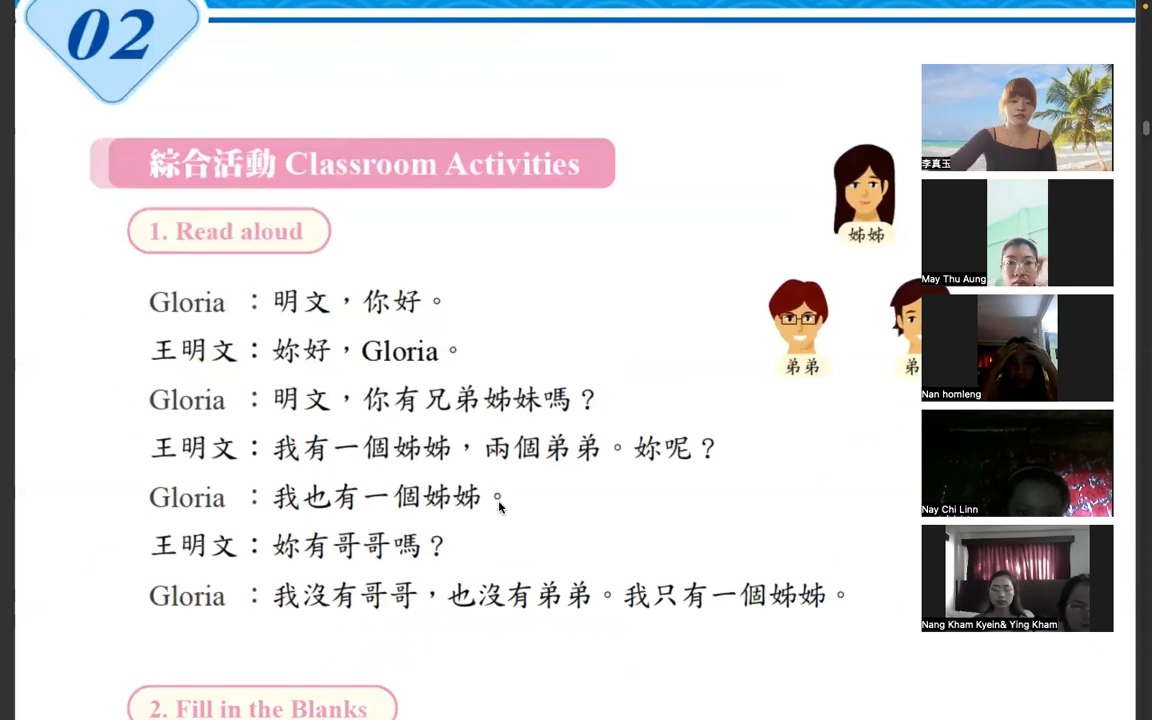 02
綜合活動 Classroom Activities
1. Read aloud
Gloria ：明文，你好。
王明文：妳好，Gloria。
Gloria ：明文，你有兄弟姊妹嗎？
王明文：我有一個姊姊，兩個弟弟。妳呢？
Gloria ：我也有一個姊姊。
王明文：妳有哥哥嗎？
Gloria ：我沒有哥哥，也沒有弟弟。我只有一個姊姊。
2. Fill in the Blanks
姊姊
弟弟
弟
李真玉
May Thu Aung
Nan homleng
Nay Chi Linn
Nang Kham Kyein& Ying Kham